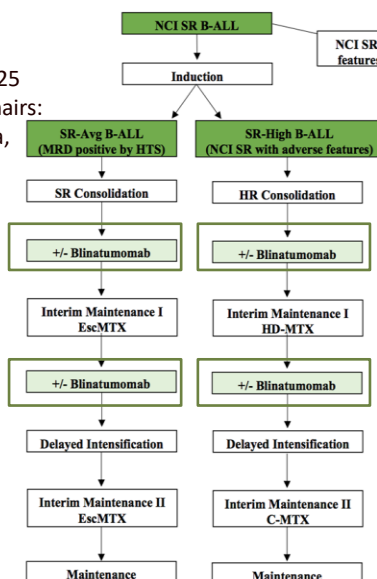 NCI SR B-ALL
NCI SR
features
25
airs:
Induction
SR-Avg B-ALL
(MRD positive by HTS)
SR-High B-ALL
(NCI SR with adverse features)
SR Consolidation
HR Consolidation
+/- Blinatumomab
+/- Blinatumomab
Interim Maintenance I
EscMTX
Interim Maintenance I
HD-MTX
+/- Blinatumomab
+/- Blinatumomab
Delayed Intensification
Delayed Intensification
Interim Maintenance II
EscMTX
Interim Maintenance II
C-MTX
Maintenance
Maintenance